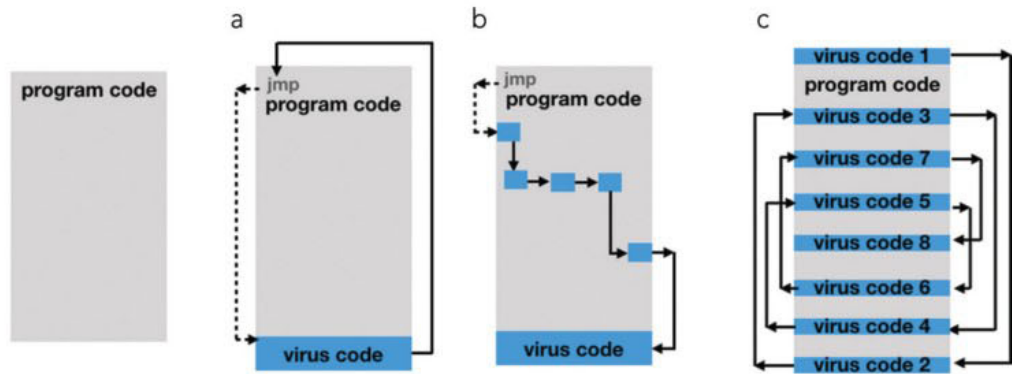 program code
a
jmp
program code
virus code
b
jmp
program code
virus code
c
virus code 1
program code
virus code 3
virus code 7
virus code 5
virus code 8
virus code 6
virus code 4
virus code 2